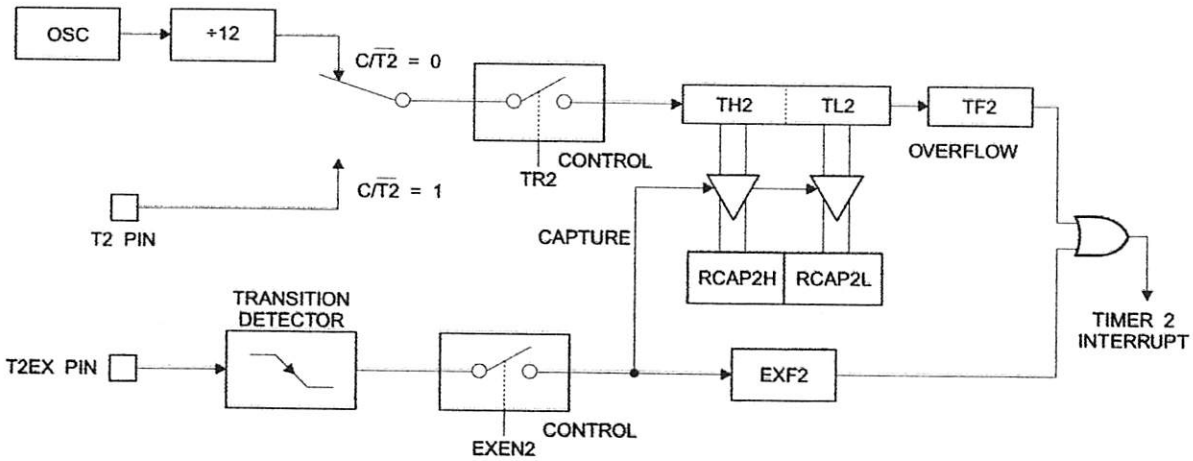 OSC
÷12
C/T2̅ = 0
TH2
TL2
TF2
OVERFLOW
CONTROL
TR2
C/T2̅ = 1
T2 PIN
CAPTURE
RCAP2H
RCAP2L
TRANSITION
DETECTOR
TIMER 2
INTERRUPT
T2EX PIN
EXF2
CONTROL
EXEN2